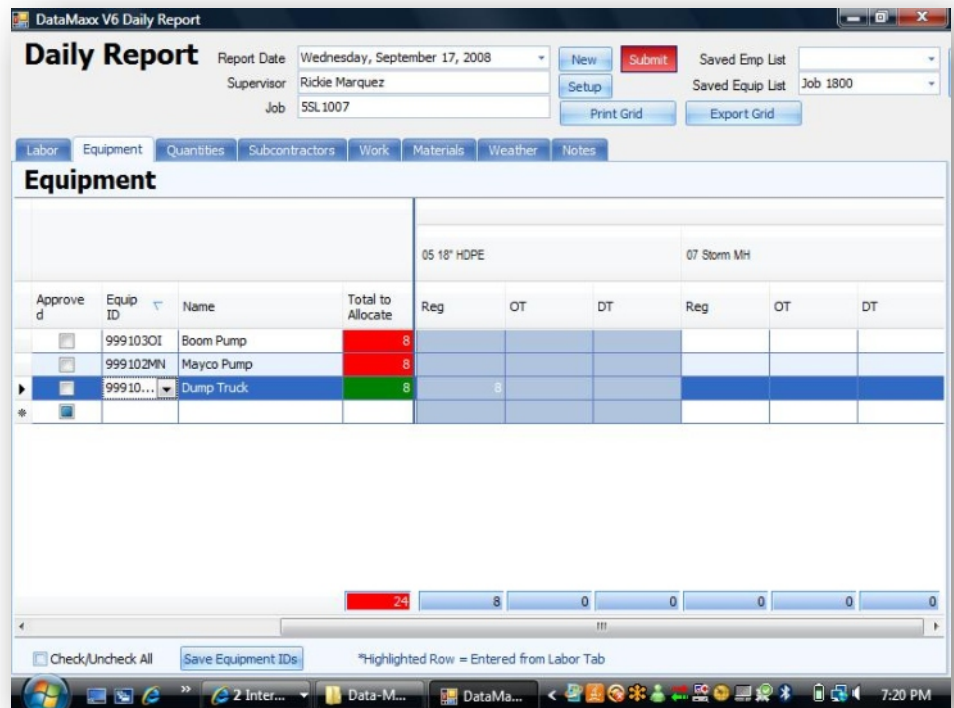 DataMaxx V6 Daily Report
Daily Report
Report Date Wednesday, September 17, 2008 New Submit Saved Emp List
Supervisor Rickie Marquez Setup Saved Equip List Job 1800
Job 5SL1007 Print Grid Export Grid
Labor Equipment Quantities Subcontractors Work Materials Weather Notes
Equipment
05 18" HDPE 07 Storm MH
Approve
d Equip
ID Name Total to
Allocate Reg OT DT Reg OT DT
999103OI Boom Pump 8
999102MN Mayco Pump 8
99910... Dump Truck 8 8
24 8 0 0 0 0 0
Check/Uncheck All Save Equipment IDs *Highlighted Row = Entered from Labor Tab
2 Inter... Data-M... DataMa... 7:20 PM